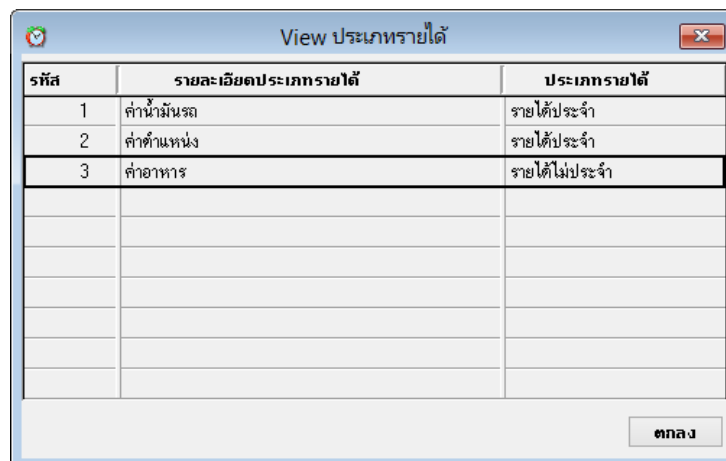 View ประเภทรายได้
รหัส รายละเอียดประเภทรายได้ ประเภทรายได้
1 ค่าน้ำมันรถ รายได้ประจำ
2 ค่าตำแหน่ง รายได้ประจำ
3 ค่าอาหาร รายได้ไม่ประจำ
ตกลง